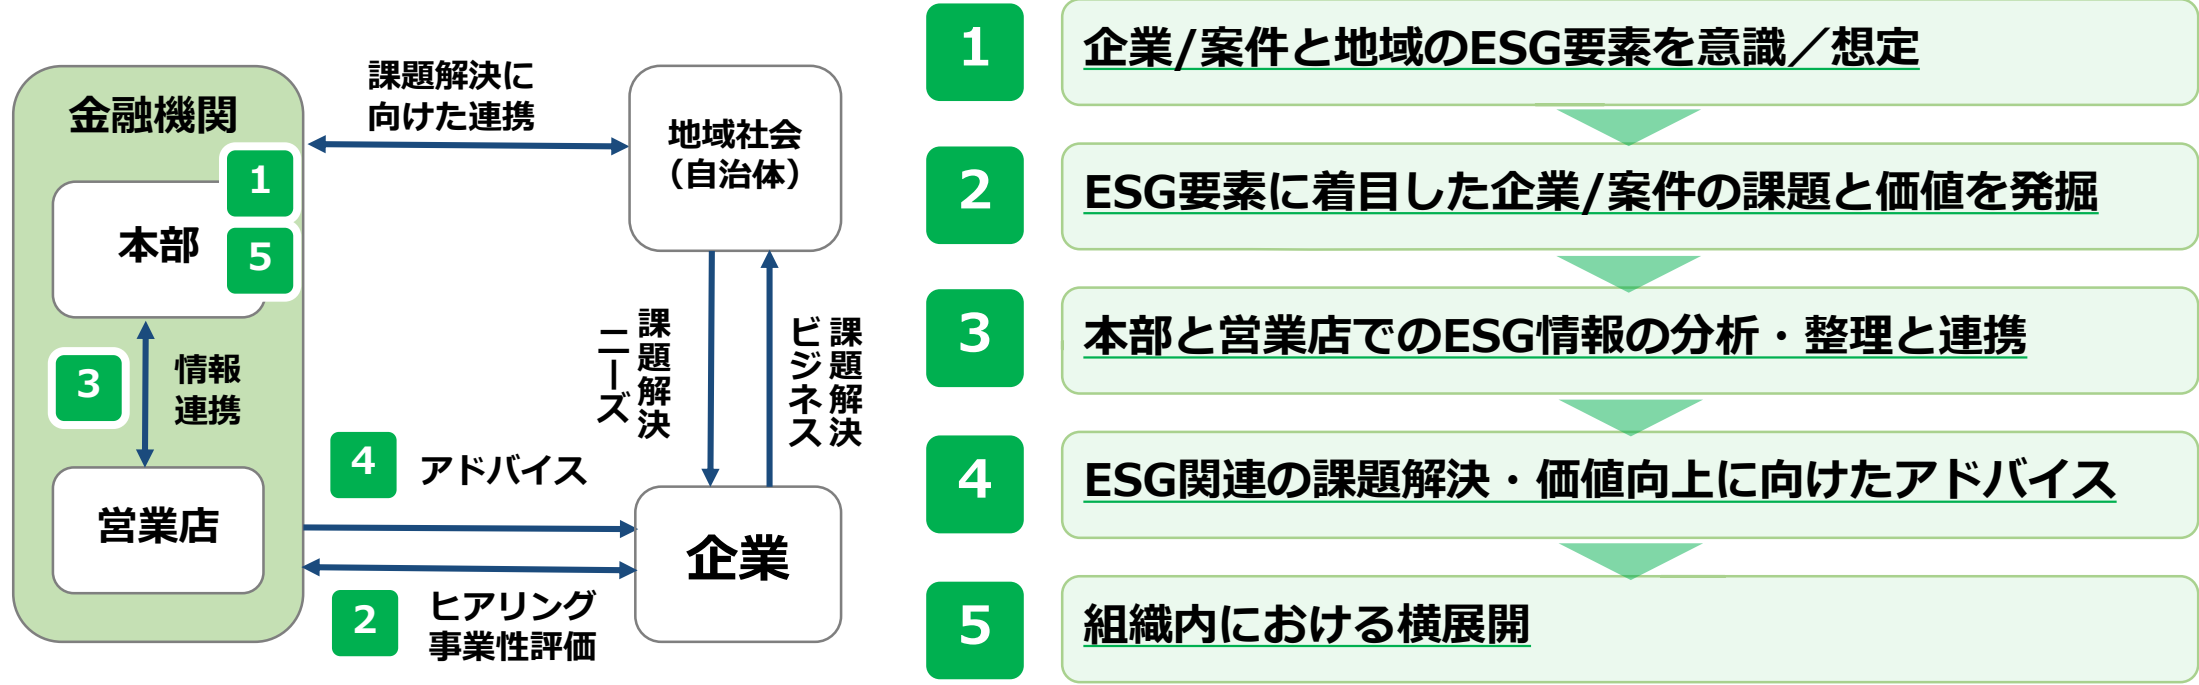 金融機関
1
本部
5
3
情報
連携
営業店
課題解決に
向けた連携
地域社会
（自治体）
課題解決
ニーズ
課題解決
ビジネス
4
アドバイス
企業
2
ヒアリング
事業性評価
1
企業/案件と地域のESG要素を意識／想定
2
ESG要素に着目した企業/案件の課題と価値を発掘
3
本部と営業店でのESG情報の分析・整理と連携
4
ESG関連の課題解決・価値向上に向けたアドバイス
5
組織内における横展開